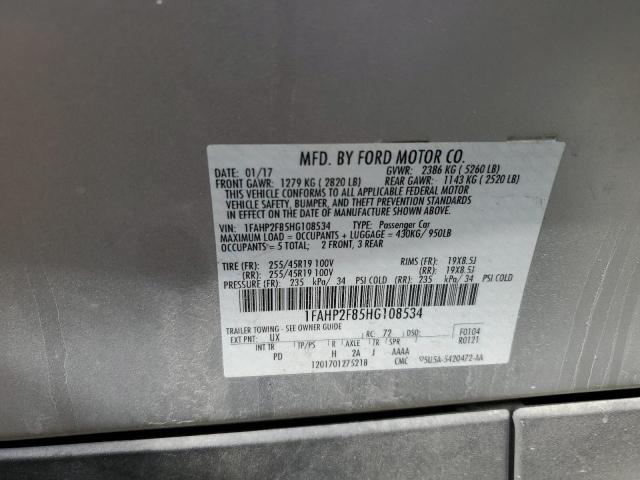 MFD. BY FORD MOTOR CO.
DATE: 01/17 GVWR: 2386 KG ( 5260 LB)
FRONT GAWR: 1279 KG ( 2820 LB) REAR GAWR: 1143 KG ( 2520 LB)
THIS VEHICLE CONFORMS TO ALL APPLICABLE FEDERAL MOTOR
VEHICLE SAFETY, BUMPER, AND THEFT PREVENTION STANDARDS
IN EFFECT ON THE DATE OF MANUFACTURE SHOWN ABOVE.
VIN: 1FAHP2F85HG108534 TYPE: Passenger Car
MAXIMUM LOAD = OCCUPANTS + LUGGAGE = 430KG/ 950LB
OCCUPANTS = 5 TOTAL; 2 FRONT, 3 REAR
TIRE (FR): 255/45R19 100V RIMS (FR): 19X8.5J
(RR): 255/45R19 100V (RR): 19X8.5J
PRESSURE (FR): 235 kPa/ 34 PSI COLD (RR): 235 kPa/ 34 PSI COLD
1FAHP2F85HG108534
TRAILER TOWING - SEE OWNER GUIDE
EXT PNT: UX RC: 72 DSO: F0104
INT TR TP/PS R AXLE TR SPR R0121
PD H 2A J AAAA
1201701275218 CMC 5U5A-5420472-AA